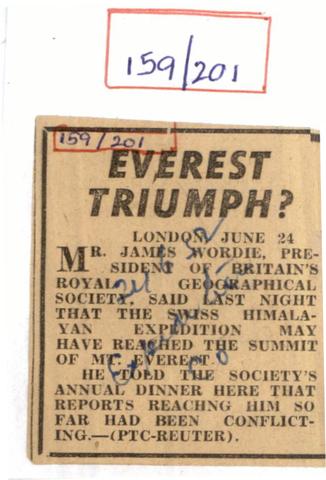 159/201
159/201
EVEREST
TRIUMPH?
LONDON, JUNE 24
MR. JAMES WORDIE, PRE-
SIDENT OF BRITAIN'S
ROYAL GEOGRAPHICAL
SOCIETY SAID LAST NIGHT
THAT THE SWISS HIMALA-
YAN EXPEDITION MAY
HAVE REACHED THE SUMMIT
OF MT. EVEREST.
HE TOLD THE SOCIETY'S
ANNUAL DINNER HERE THAT
REPORTS REACHNG HIM SO
FAR HAD BEEN CONFLICT-
ING.—(PTC-REUTER).